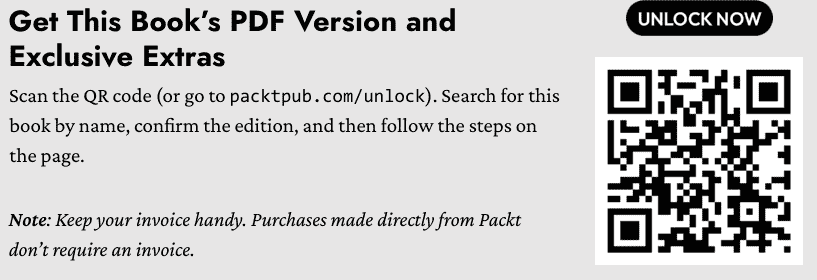 Get This Book’s PDF Version and
Exclusive Extras
UNLOCK NOW
Scan the QR code (or go to packtpub.com/unlock). Search for this
book by name, confirm the edition, and then follow the steps on
the page.
Note: Keep your invoice handy. Purchases made directly from Packt
don’t require an invoice.